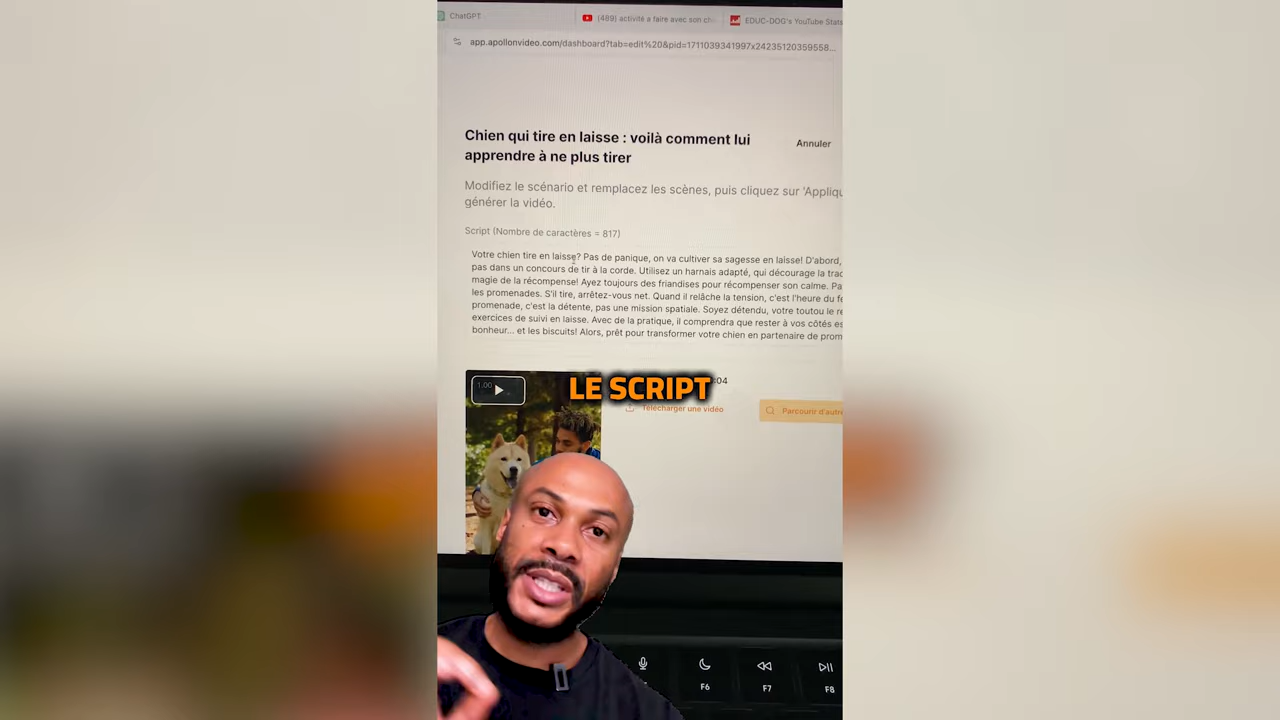 ChatGPT
(489) activité a faire avec son ch
EDUC-DOG's YouTube Stats
app.apollonvideo.com/dashboard?tab=edit%20&pid=1711039341997x24235120359558...
Chien qui tire en laisse : voilà comment lui
apprendre à ne plus tirer
Annuler
Modifiez le scénario et remplacez les scènes, puis cliquez sur 'Appliqu
générer la vidéo.
Script (Nombre de caractères = 817)
Votre chien tire en laisse? Pas de panique, on va cultiver sa sagesse en laisse! D'abord,
pas dans un concours de tir à la corde. Utilisez un harnais adapté, qui décourage la trac
magie de la récompense! Ayez toujours des friandises pour récompenser son calme. Pa
les promenades. S'il tire, arrêtez-vous net. Quand il relâche la tension, c'est l'heure du fe
promenade, c'est la détente, pas une mission spatiale. Soyez détendu, votre toutou le re
exercices de suivi en laisse. Avec de la pratique, il comprendra que rester à vos côtés es
bonheur... et les biscuits! Alors, prêt pour transformer votre chien en partenaire de prom
1.00
LE SCRIPT
:04
Télécharger une vidéo
Parcourir d'autr
F6
F7
F8